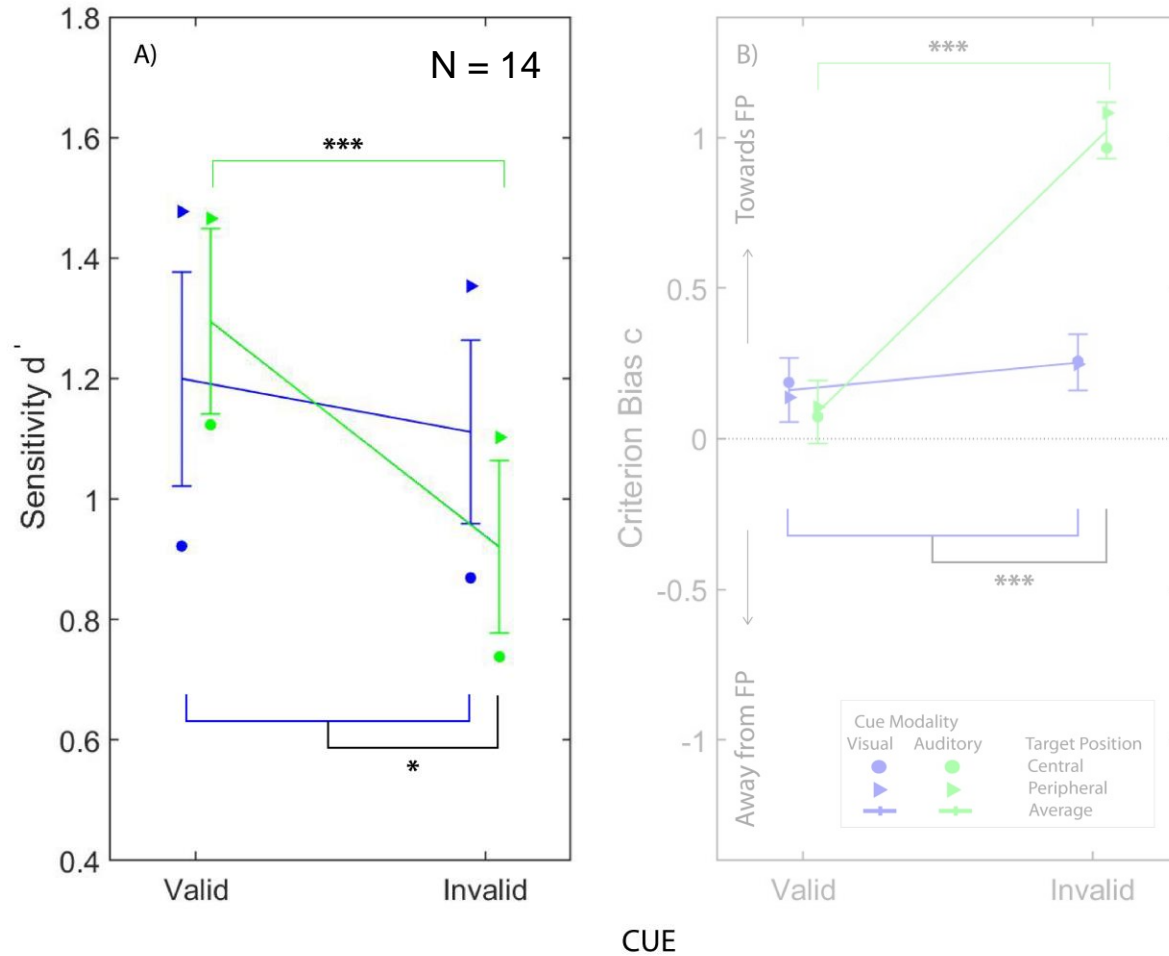 A)
N = 14
***
1.8
1.6
1.4
1.2
1
0.8
0.6
0.4
Sensitivity d '
*
Valid
Invalid
B)
***
Towards FP
1
0.5
0
-0.5
-1
Criterion Bias c
***
Away from FP
Cue Modality
Visual Auditory Target Position
Central
Peripheral
Average
Valid
Invalid
CUE